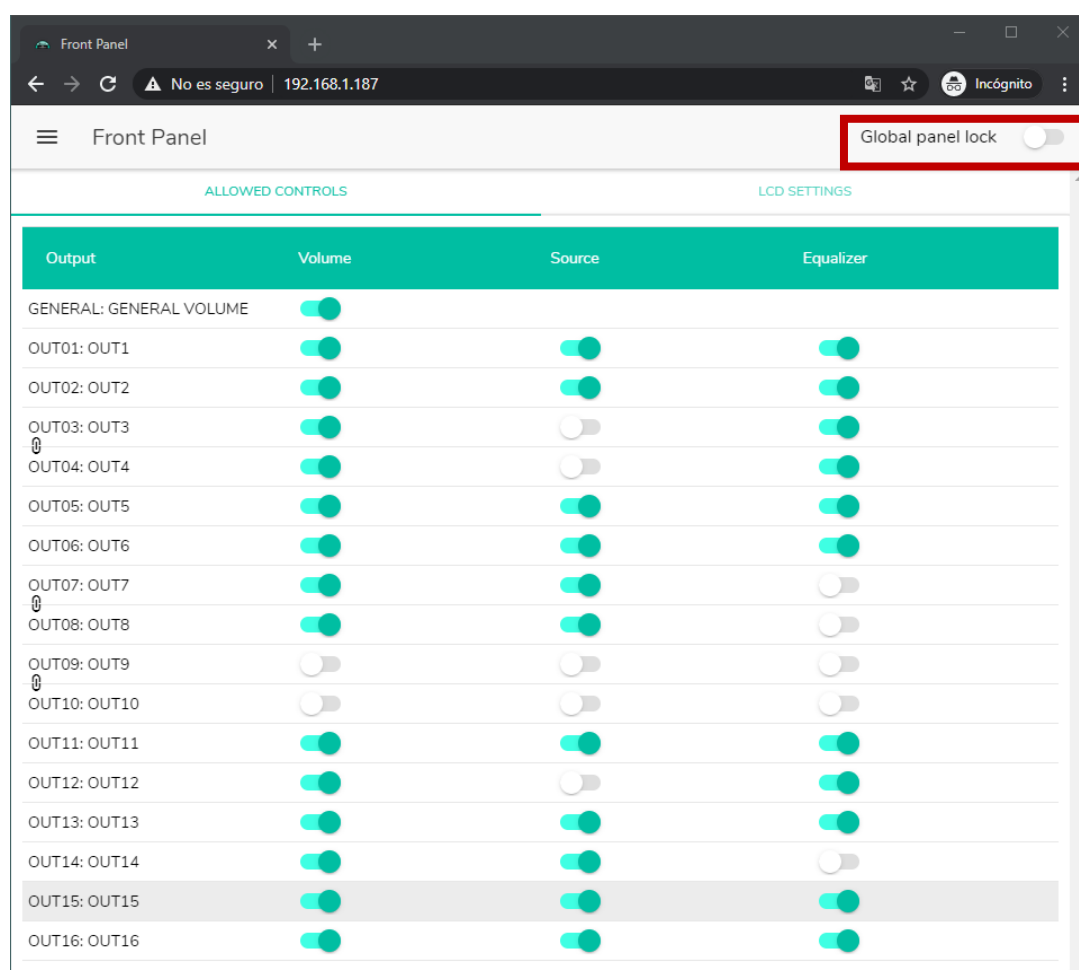 Front Panel
No es seguro | 192.168.1.187 Incógnito
Front Panel Global panel lock
ALLOWED CONTROLS LCD SETTINGS
Output Volume Source Equalizer
GENERAL: GENERAL VOLUME
OUT01: OUT1
OUT02: OUT2
OUT03: OUT3
OUT04: OUT4
OUT05: OUT5
OUT06: OUT6
OUT07: OUT7
OUT08: OUT8
OUT09: OUT9
OUT10: OUT10
OUT11: OUT11
OUT12: OUT12
OUT13: OUT13
OUT14: OUT14
OUT15: OUT15
OUT16: OUT16